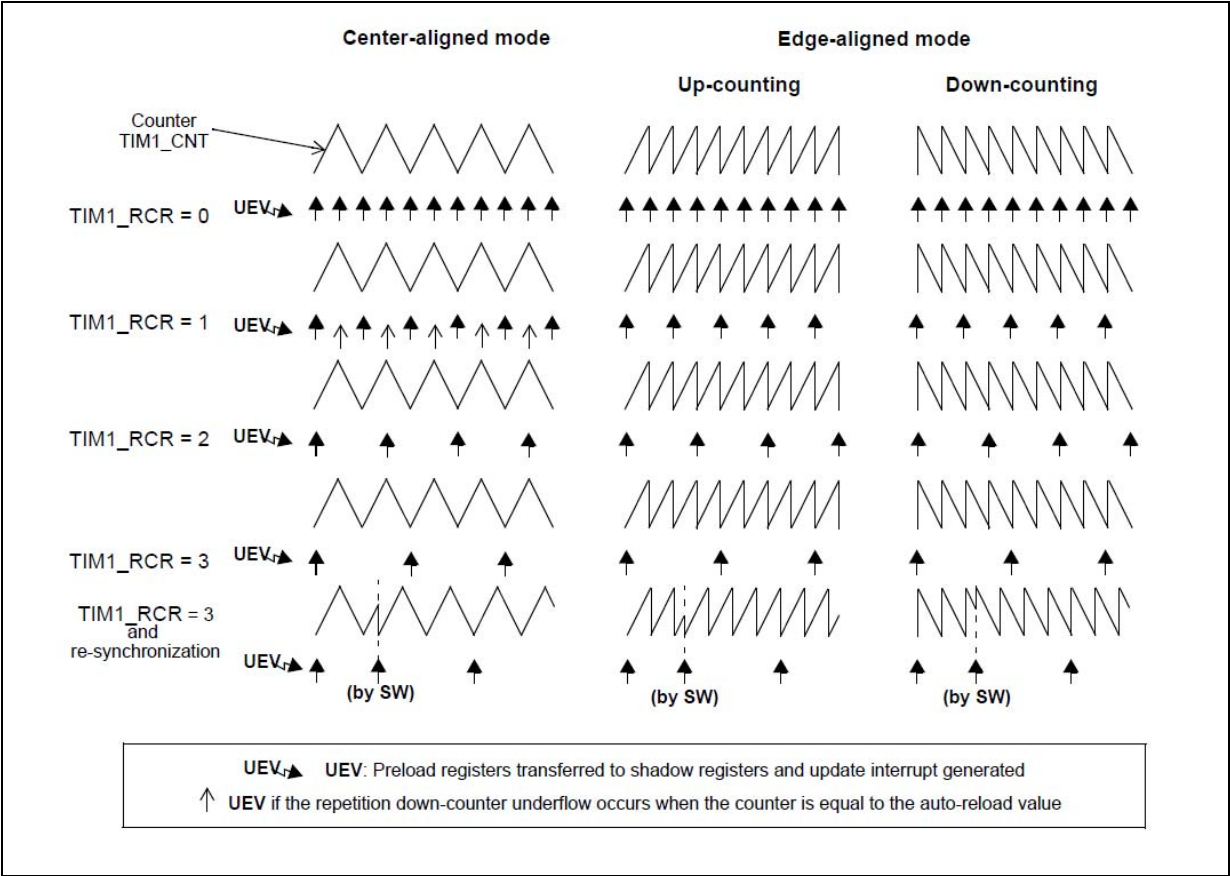 Center-aligned mode
Edge-aligned mode
Up-counting
Down-counting
Counter
TIM1_CNT
TIM1_RCR = 0
UEV
TIM1_RCR = 1
UEV
TIM1_RCR = 2
UEV
TIM1_RCR = 3
UEV
TIM1_RCR = 3
and
re-synchronization
UEV
(by SW)
(by SW)
(by SW)
UEV
UEV: Preload registers transferred to shadow registers and update interrupt generated
UEV if the repetition down-counter underflow occurs when the counter is equal to the auto-reload value